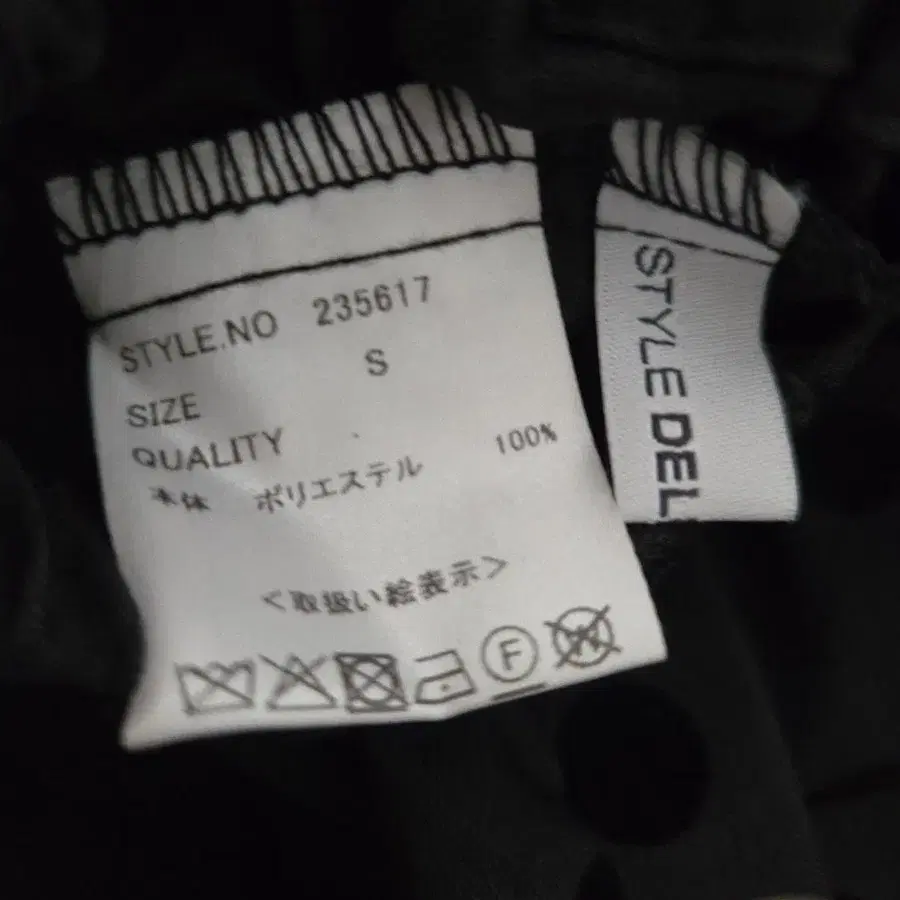 STYLE.NO 235617
SIZE S
QUALITY
本体 ポリエステル 100%
<取扱い絵表示>
F
W
STYLE DEL